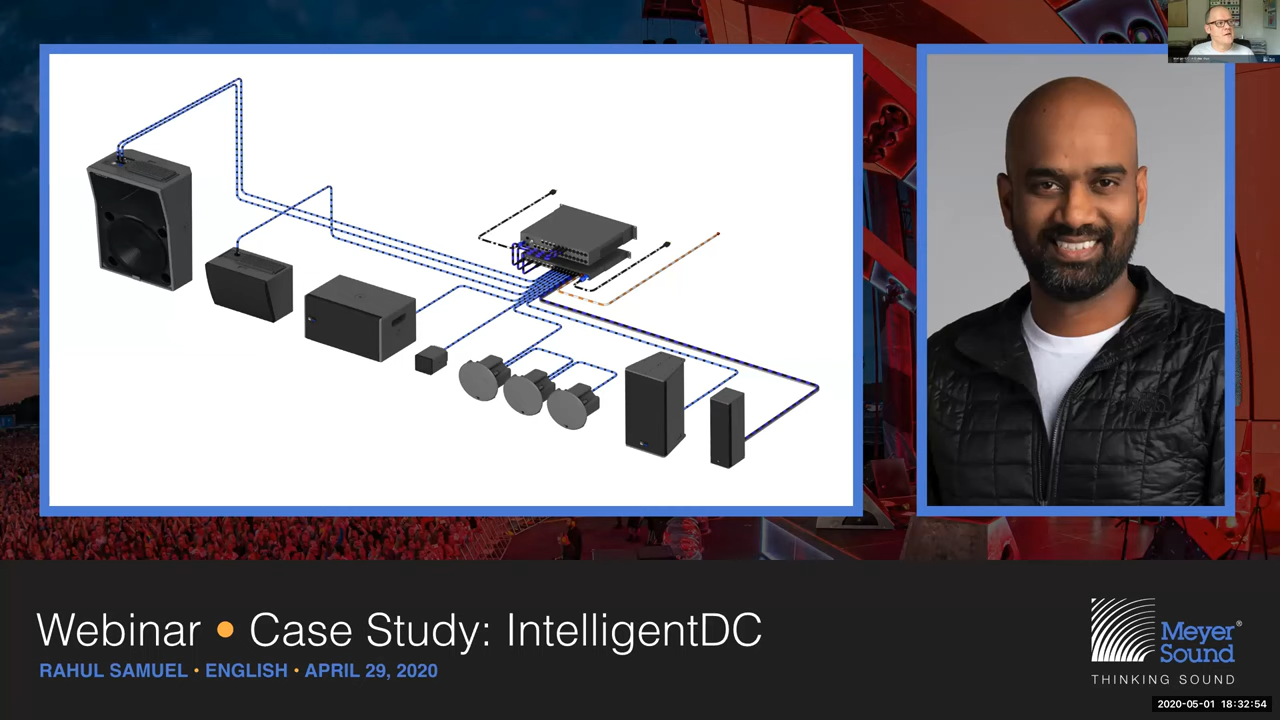 Webinar • Case Study: IntelligentDC
RAHUL SAMUEL • ENGLISH • APRIL 29, 2020
Meyer®
Sound
THINKING SOUND
2020-05-01 18:32:54